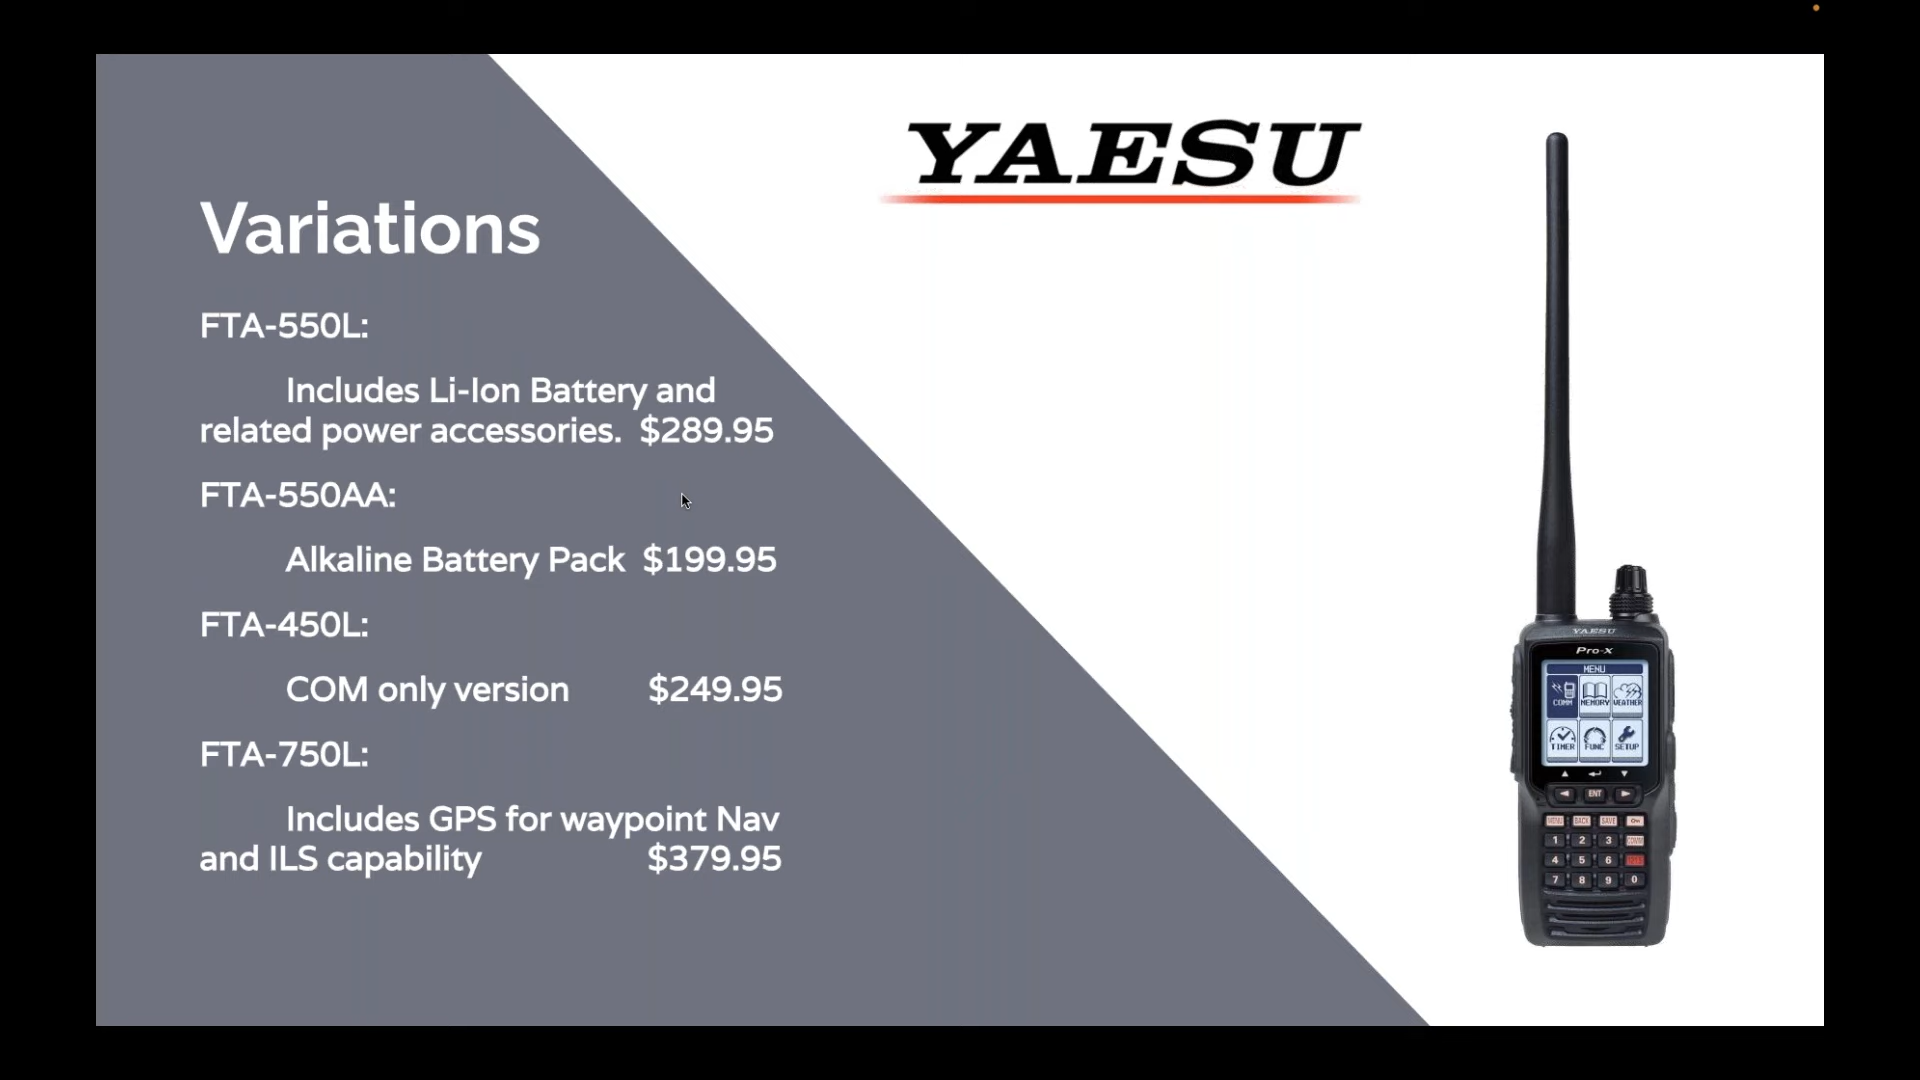 YAESU
Variations
FTA-550L:
Includes Li-Ion Battery and
related power accessories. $289.95
FTA-550AA:
Alkaline Battery Pack $199.95
FTA-450L:
COM only version $249.95
FTA-750L:
Includes GPS for waypoint Nav
and ILS capability $379.95
YAESU
Pro-X
MENU
COMM MEMORY WEATHER
TIMER FUNC SETUP
ENT
MENU BACK SAVE
1 2 3
4 5 6
7 8 9 0